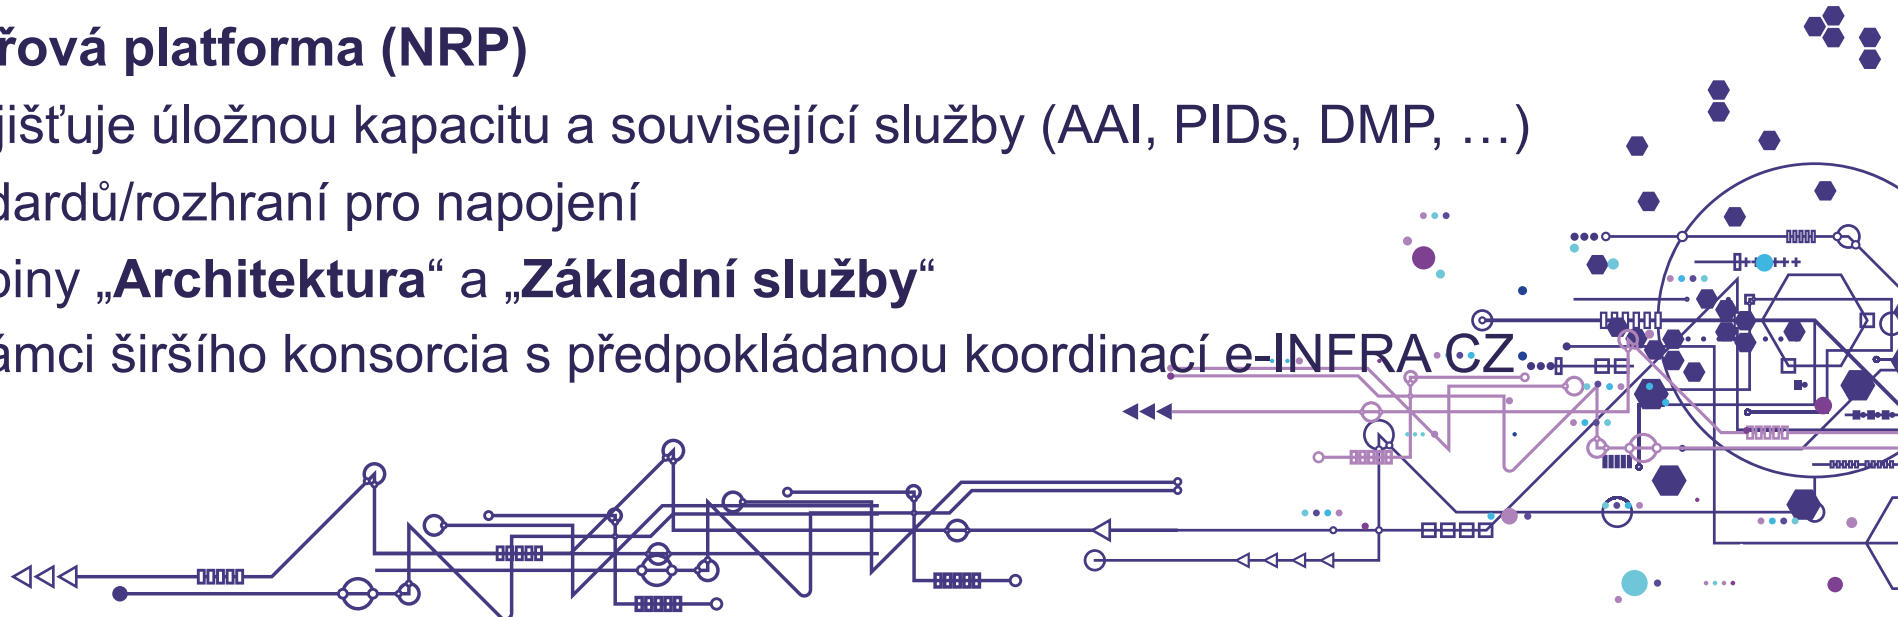 řová platforma (NRP)
jišťuje úložnou kapacitu a související služby (AAI, PIDs, DMP, …)
dardů/rozhraní pro napojení
piny „Architektura“ a „Základní služby“
ámci širšího konsorcia s předpokládanou koordinací e-INFRA CZ